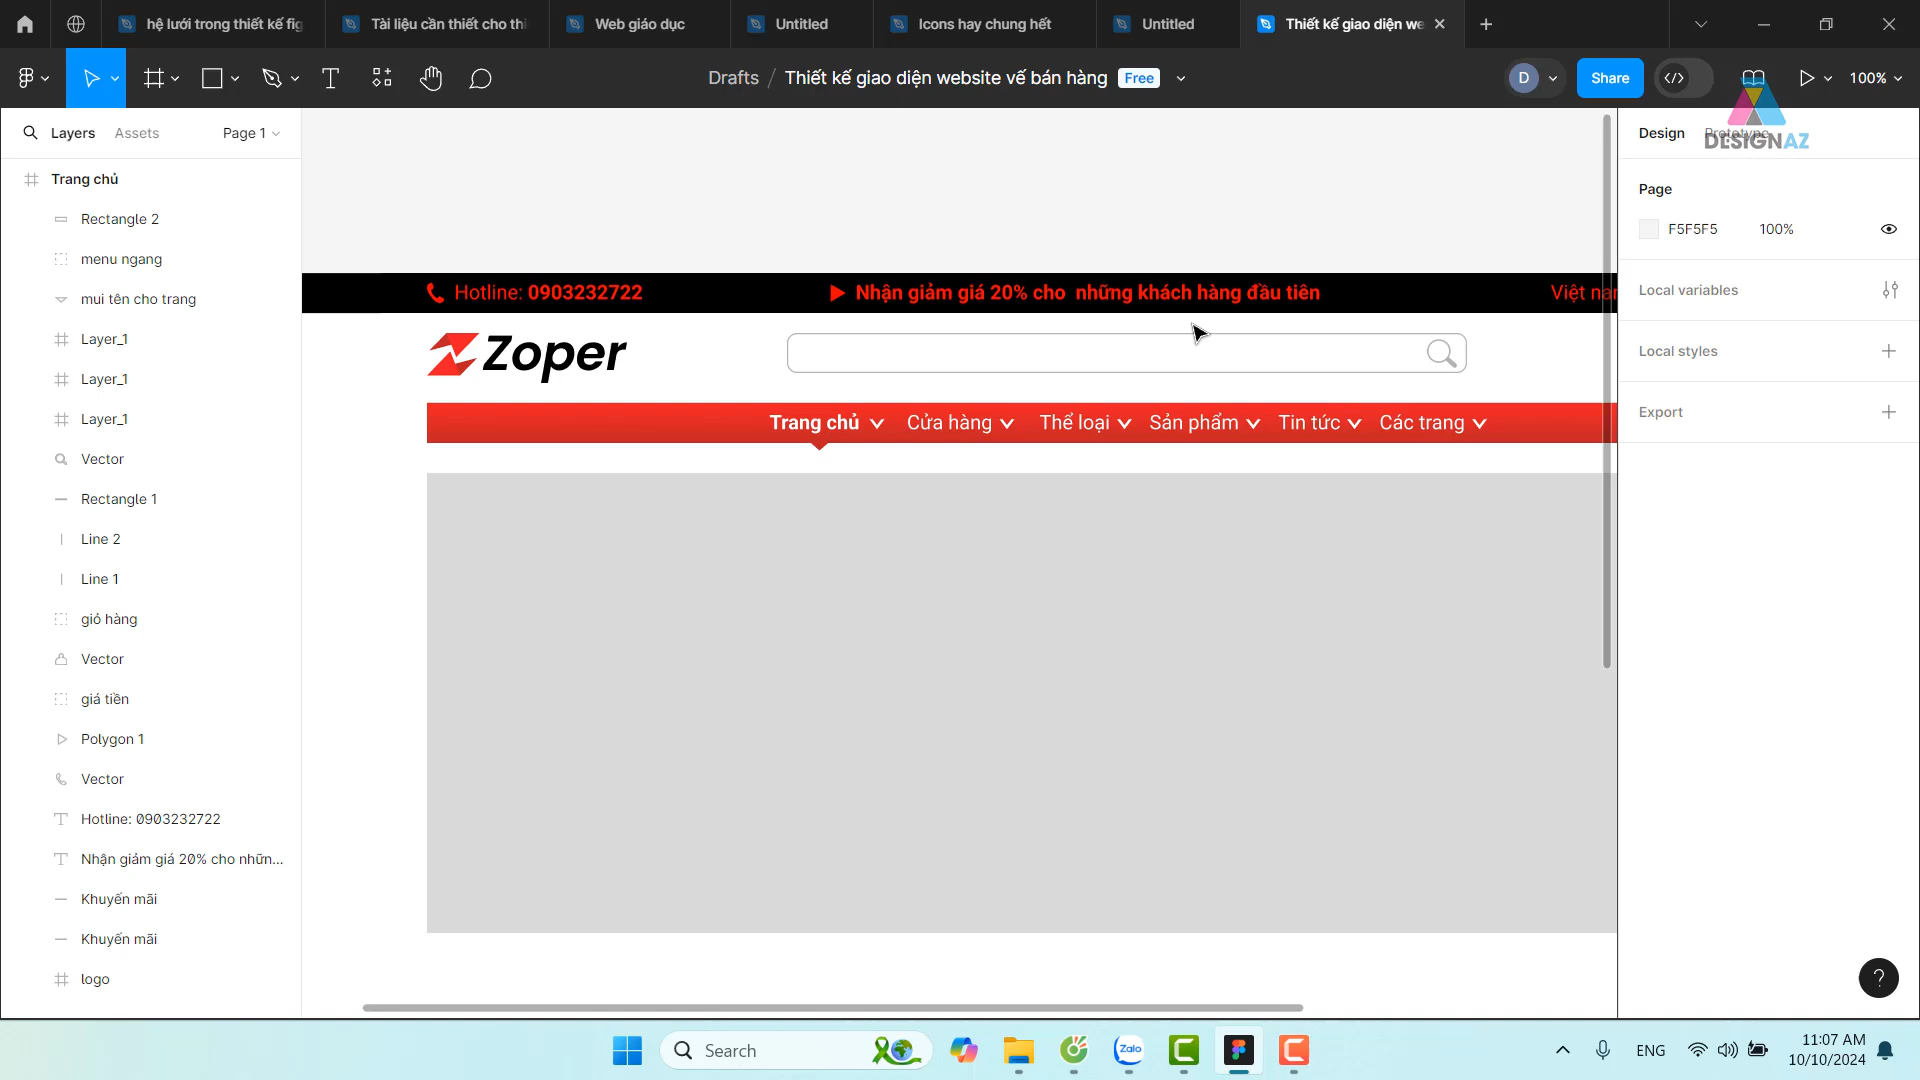 hệ lưới trong thiết kế fig
Tài liệu cần thiết cho thi
Web giáo dục
Untitled
Icons hay chung hết
Untitled
Thiết kế giao diện we
Drafts / Thiết kế giao diện website vế bán hàng Free
D
Share
100%
Layers
Assets
Page 1
Design
Prototype
DESIGNAZ
Trang chủ
Rectangle 2
menu ngang
mui tên cho trang
Layer_1
Layer_1
Layer_1
Vector
Rectangle 1
Line 2
Line 1
giỏ hàng
Vector
giá tiền
Polygon 1
Vector
Hotline: 0903232722
Nhận giảm giá 20% cho nhữn...
Khuyến mãi
Khuyến mãi
logo
Hotline: 0903232722
Nhận giảm giá 20% cho những khách hàng đầu tiên
Việt nam
Zoper
Trang chủ
Cửa hàng
Thể loại
Sản phẩm
Tin tức
Các trang
Page
F5F5F5
100%
Local variables
Local styles
Export
?
Search
Zalo
ENG
11:07 AM
10/10/2024